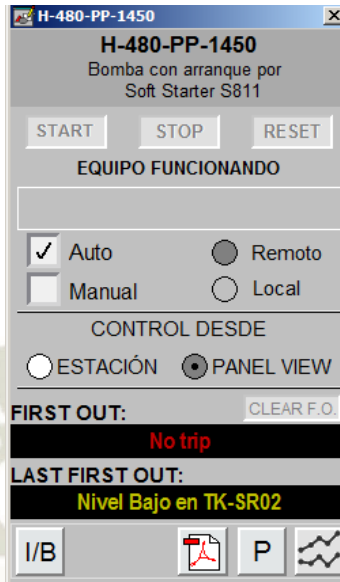 H-480-PP-1450
H-480-PP-1450
Bomba con arranque por
Soft Starter S811
START STOP RESET
EQUIPO FUNCIONANDO
Auto Remoto
Manual Local
CONTROL DESDE
ESTACIÓN PANEL VIEW
FIRST OUT: CLEAR F.O.
No trip
LAST FIRST OUT:
Nivel Bajo en TK-SR02
I/B P